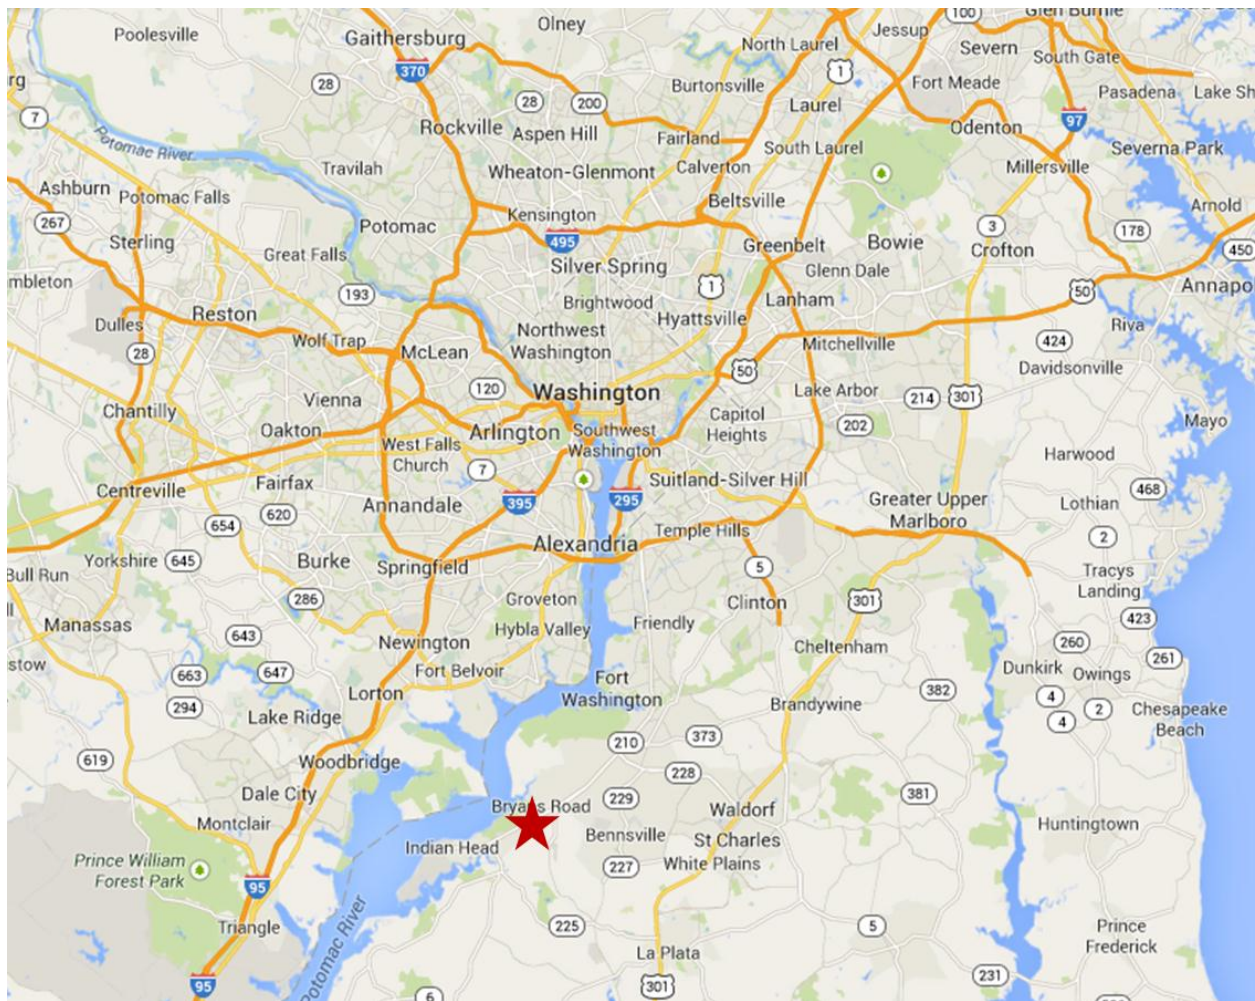 Poolesville
Gaithersburg
Olney
North Laurel
Jessup
100
Glen Burnie
Severn
South Gate
370
28
28
200
Burtonsville
1
Laurel
Fort Meade
Pasadena
Lake Sh
7
Potomac River
Rockville
Aspen Hill
Fairland
Odenton
97
Travilah
Wheaton-Glenmont
Calverton
South Laurel
Millersville
Severna Park
Ashburn
Potomac Falls
Kensington
Beltsville
Arnold
267
Sterling
Potomac
495
Greenbelt
Bowie
3
Crofton
178
450
Great Falls
Silver Spring
Glenn Dale
mbleton
193
Brightwood
1
Lanham
50
Annapo
Dulles
Reston
Northwest
Washington
Hyattsville
Riva
28
Wolf Trap
McLean
Mitchellville
424
Davidsonville
120
Washington
50
Lake Arbor
214
301
Chantilly
Vienna
Oakton
West Falls
Church
Arlington
Southwest
Washington
Capitol
Heights
202
Mayo
Harwood
7
Centreville
Fairfax
Annandale
395
295
Suitland-Silver Hill
Greater Upper
Marlboro
468
Lothian
654
620
2
Yorkshire
645
Burke
Springfield
Alexandria
Temple Hills
5
Bull Run
286
Groveton
Clinton
301
Tracys
Landing
Manassas
643
Newington
Hybla Valley
Friendly
Cheltenham
423
260
261
stow
663
647
Fort Belvoir
Fort
Washington
Dunkirk
Owings
294
Lorton
Lake Ridge
Brandywine
382
4
4
2
Chesapeake
Beach
619
Woodbridge
210
373
228
Dale City
229
Waldorf
381
Montclair
Bryans Road
Bennsville
St Charles
Huntingtown
Prince William
Forest Park
Indian Head
227
White Plains
95
Triangle
Potomac River
225
5
Prince
Frederick
La Plata
95
6
301
231